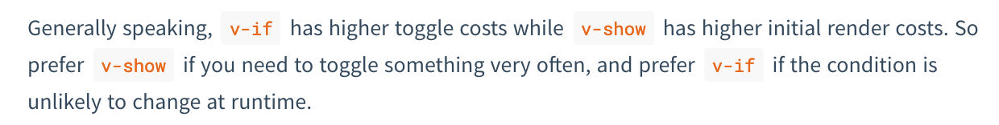 Generally speaking, v-if has higher toggle costs while v-show has higher initial render costs. So
prefer v-show if you need to toggle something very often, and prefer v-if if the condition is
unlikely to change at runtime.